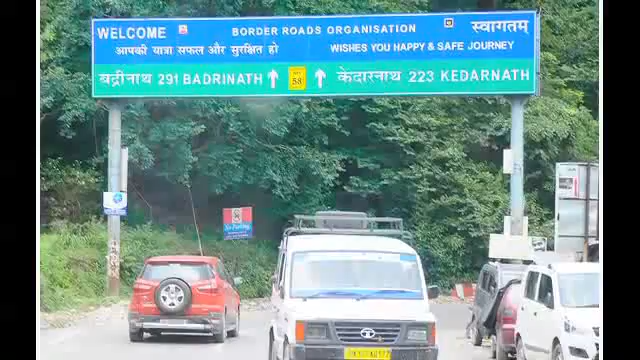 WELCOME BORDER ROADS ORGANISATION स्वागतम्
आपकी यात्रा सफल और सुरक्षित हो WISHES YOU HAPPY & SAFE JOURNEY
बद्रीनाथ 291 BADRINATH ↑ 58 ↑ केदारनाथ 223 KEDARNATH
No Parking
TATA